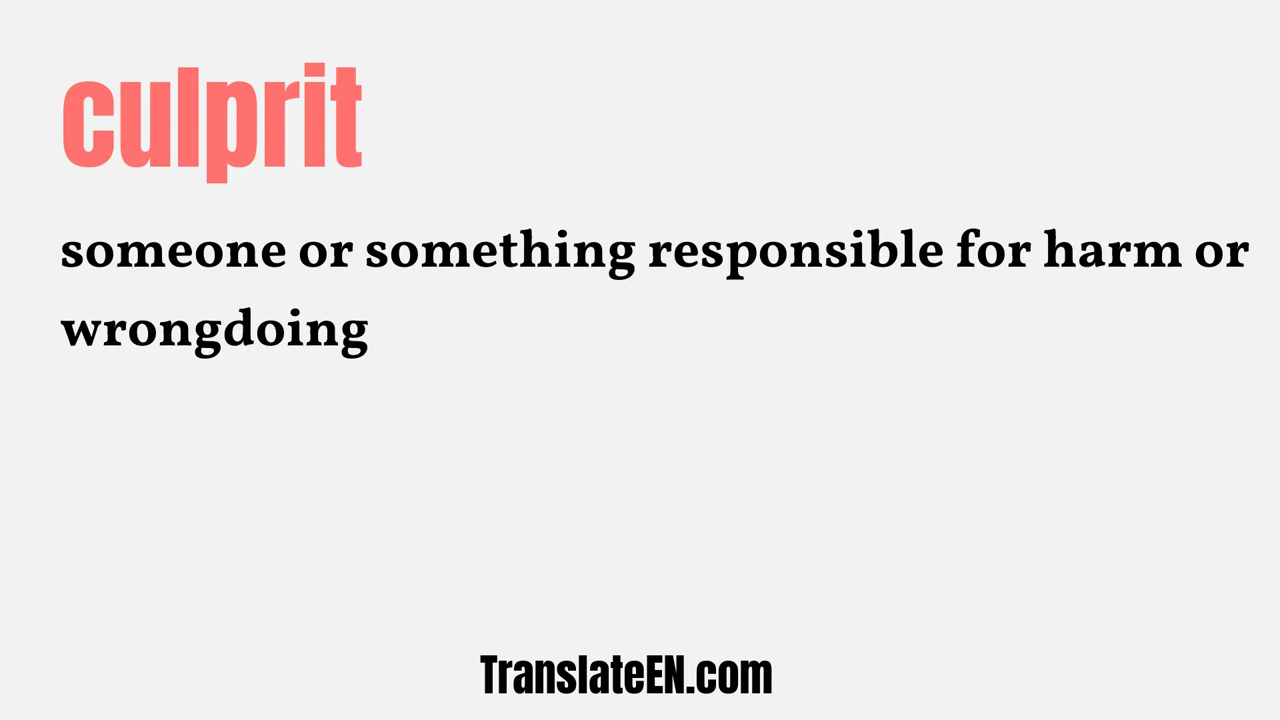 culprit
someone or something responsible for harm or
wrongdoing
TranslateEN.com